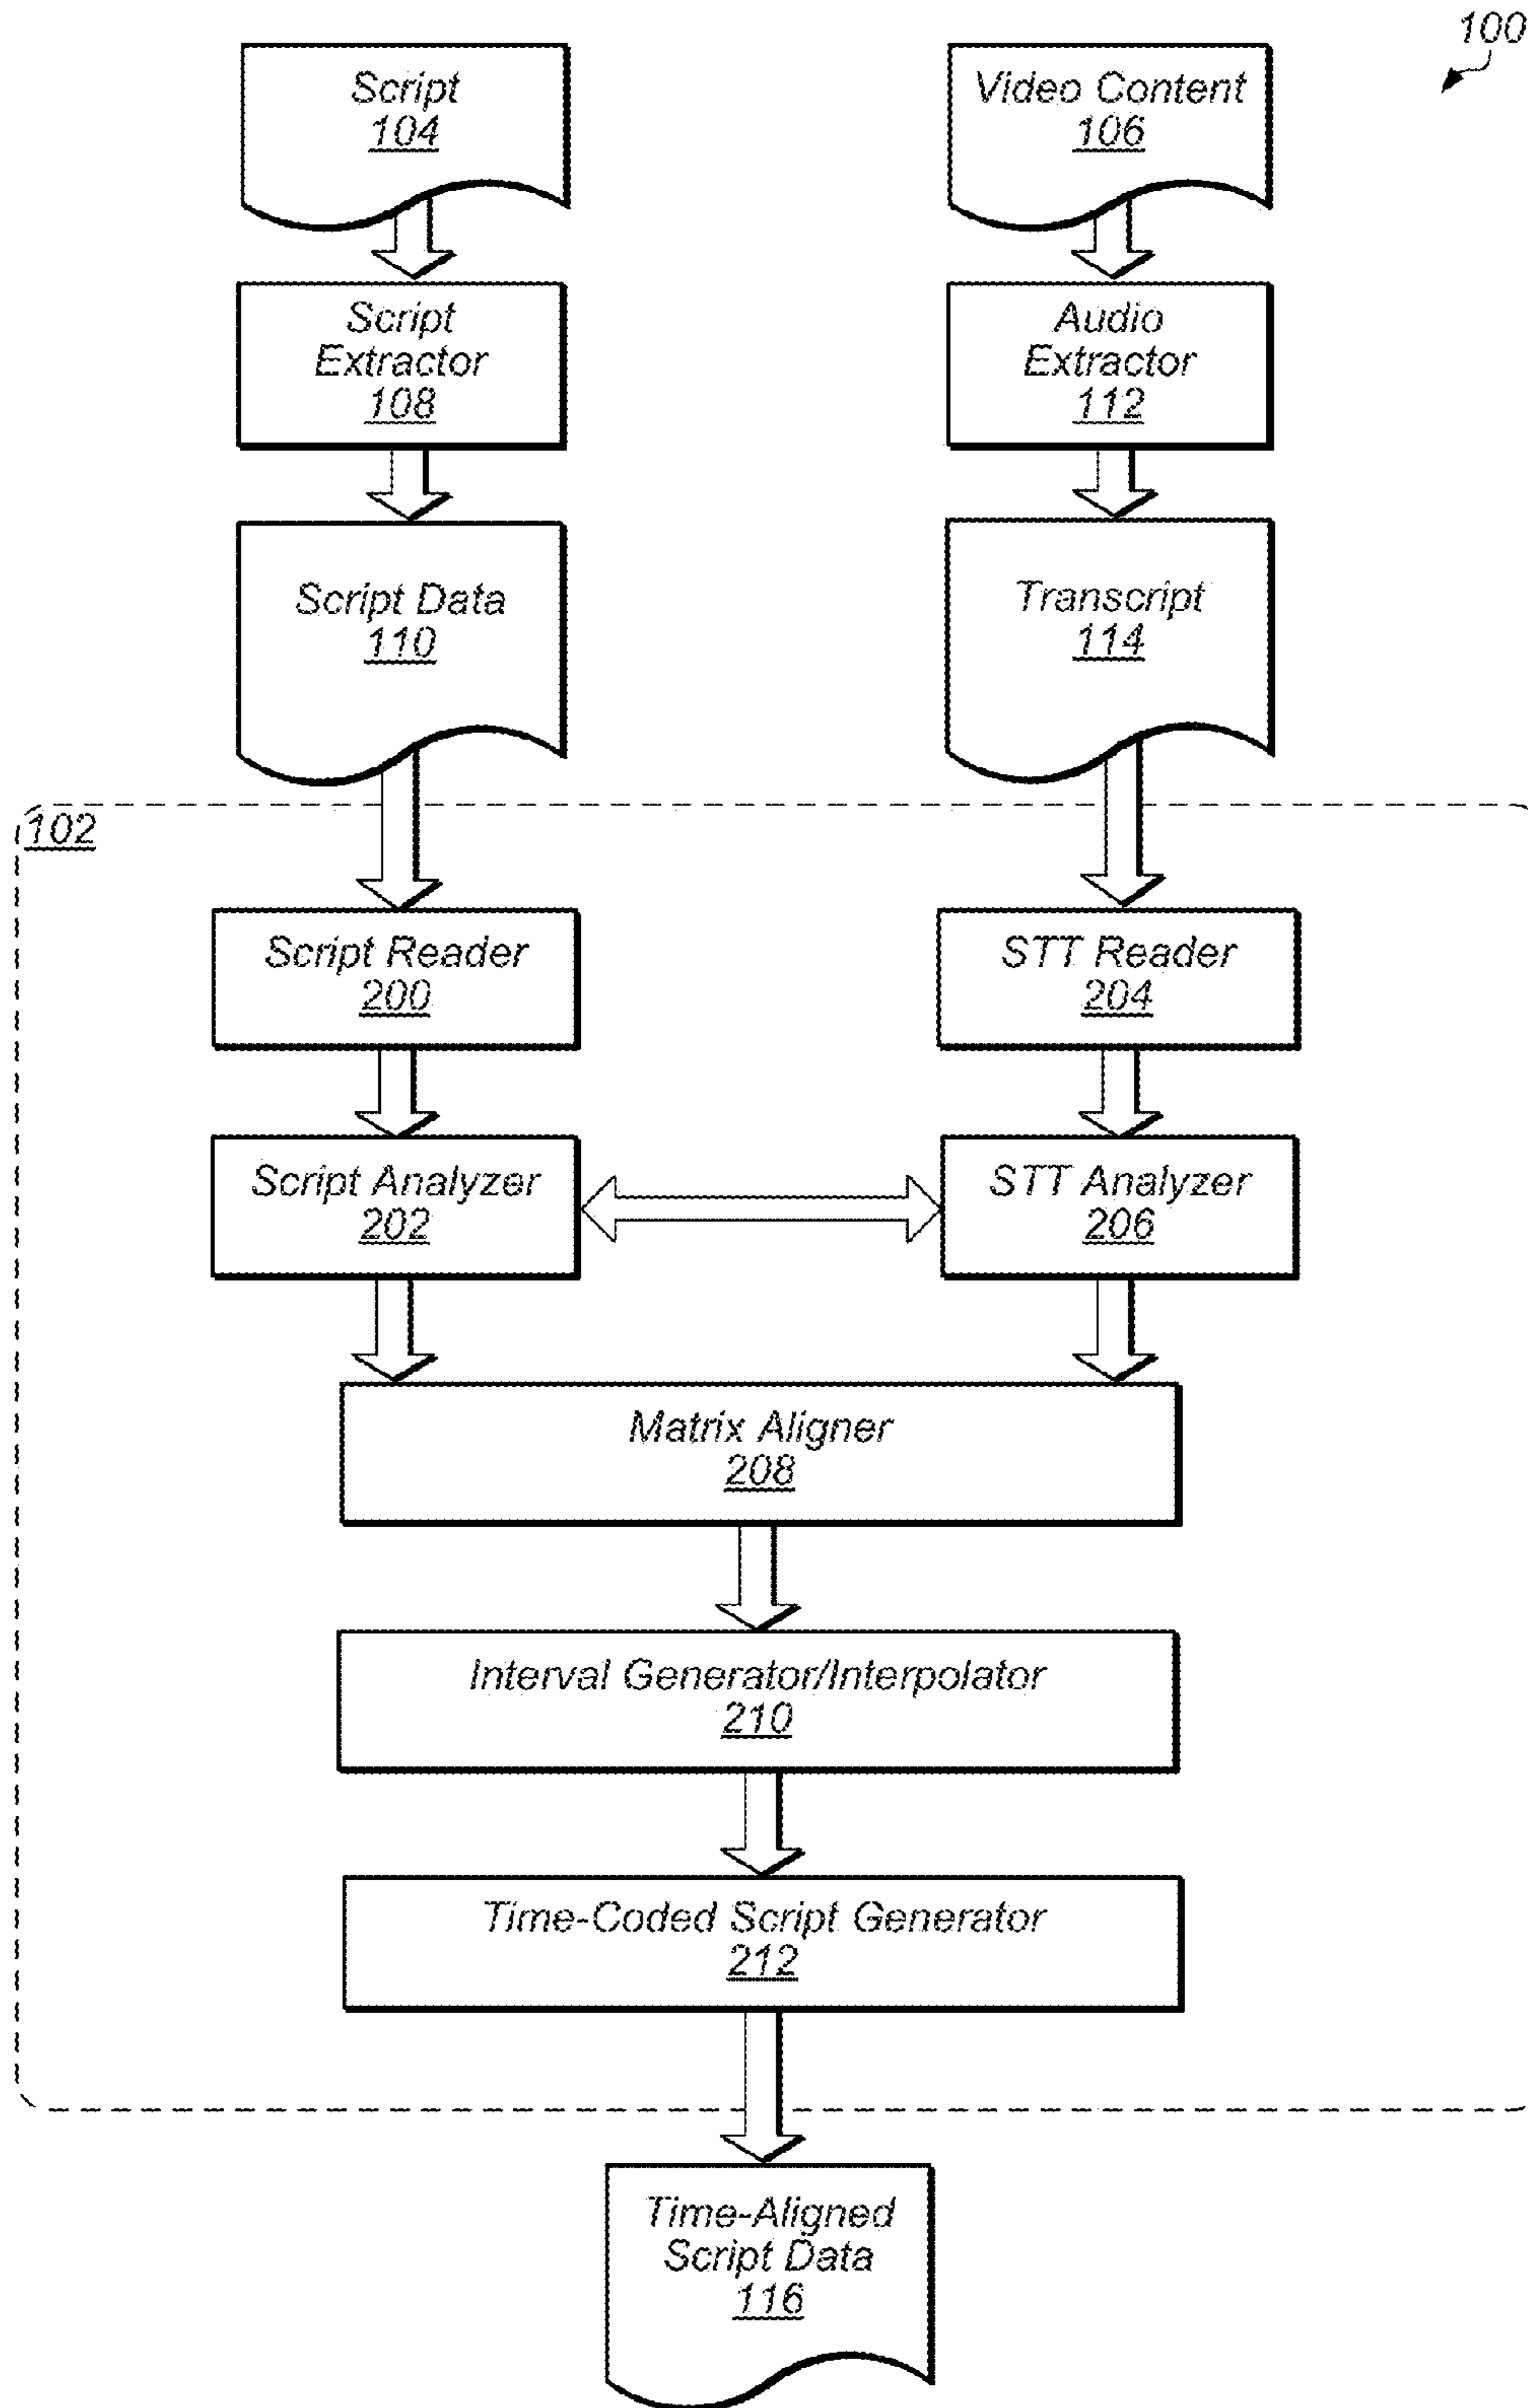 100
Script
104
Video Content
106
Script
Extractor
108
Audio
Extractor
112
Script Data
110
Transcript
114
102
Script Reader
200
STT Reader
204
Script Analyzer
202
STT Analyzer
206
Matrix Aligner
208
Interval Generator/Interpolator
210
Time-Coded Script Generator
212
Time-Aligned
Script Data
116